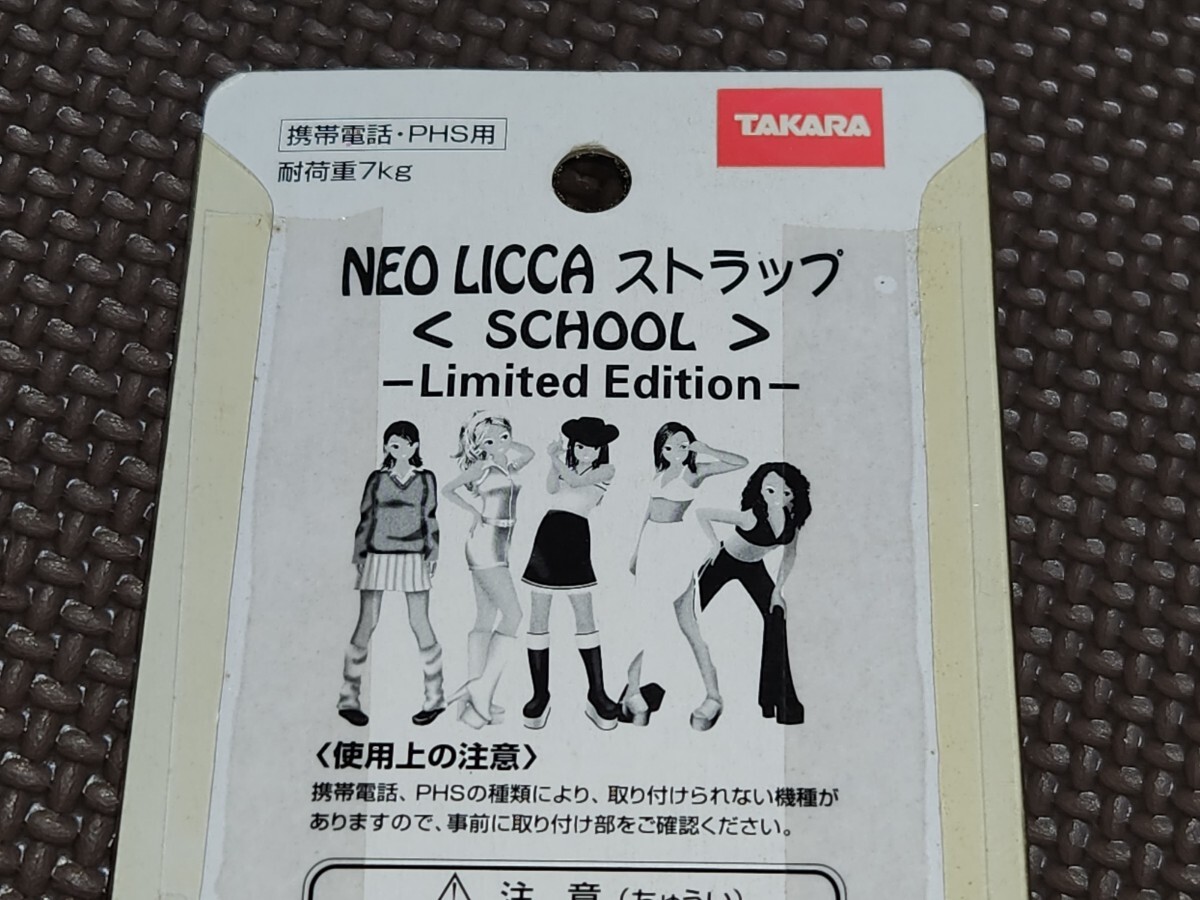 携帯電話・PHS用
TAKARA
耐荷重7kg
NEO LICCA ストラップ
< SCHOOL >
−Limited Edition−
〈使用上の注意〉
携帯電話、PHSの種類により、取り付けられない機種が
ありますので、事前に取り付け部をご確認ください。
注 意(ちゅうい)